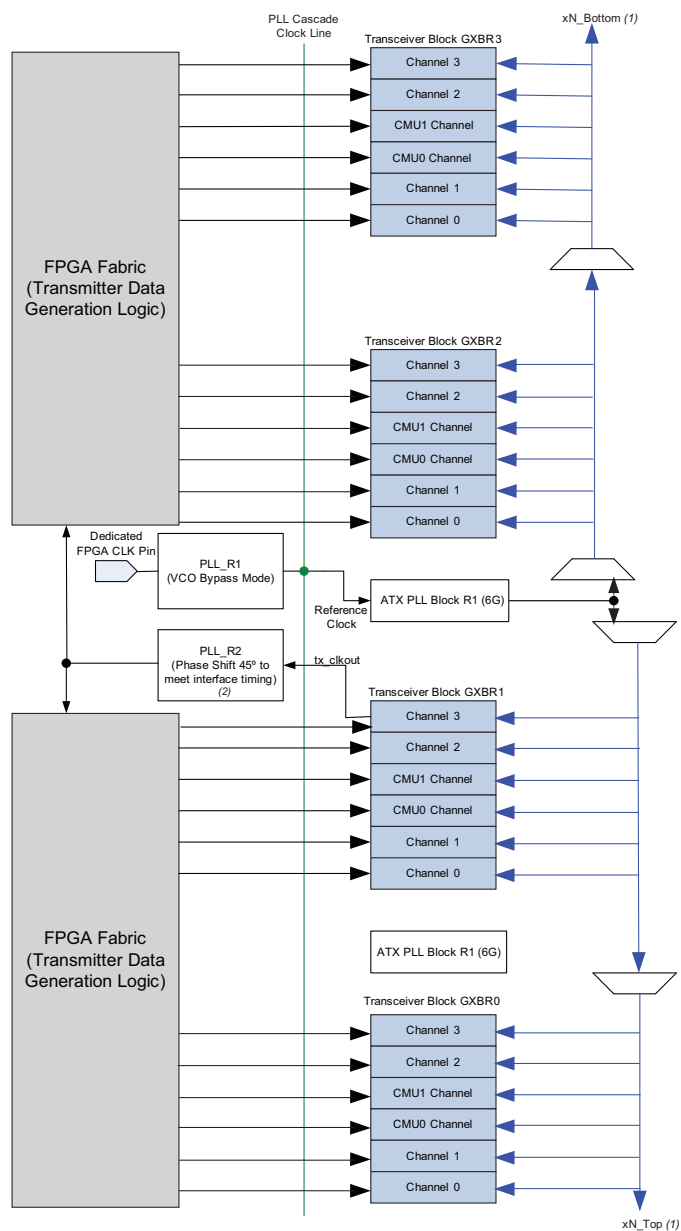 PLL Cascade
Clock Line
xN_Bottom (1)
Transceiver Block GXBR3
Channel 3
Channel 2
CMU1 Channel
CMU0 Channel
Channel 1
Channel 0
FPGA Fabric
(Transmitter Data
Generation Logic)
Transceiver Block GXBR2
Channel 3
Channel 2
CMU1 Channel
CMU0 Channel
Channel 1
Channel 0
Dedicated
FPGA CLK Pin
PLL_R1
(VCO Bypass Mode)
Reference
Clock
ATX PLL Block R1 (6G)
PLL_R2
(Phase Shift 45º to
meet interface timing)
(2)
tx_clkout
Transceiver Block GXBR1
Channel 3
Channel 2
CMU1 Channel
CMU0 Channel
Channel 1
Channel 0
FPGA Fabric
(Transmitter Data
Generation Logic)
ATX PLL Block R1 (6G)
Transceiver Block GXBR0
Channel 3
Channel 2
CMU1 Channel
CMU0 Channel
Channel 1
Channel 0
xN_Top (1)